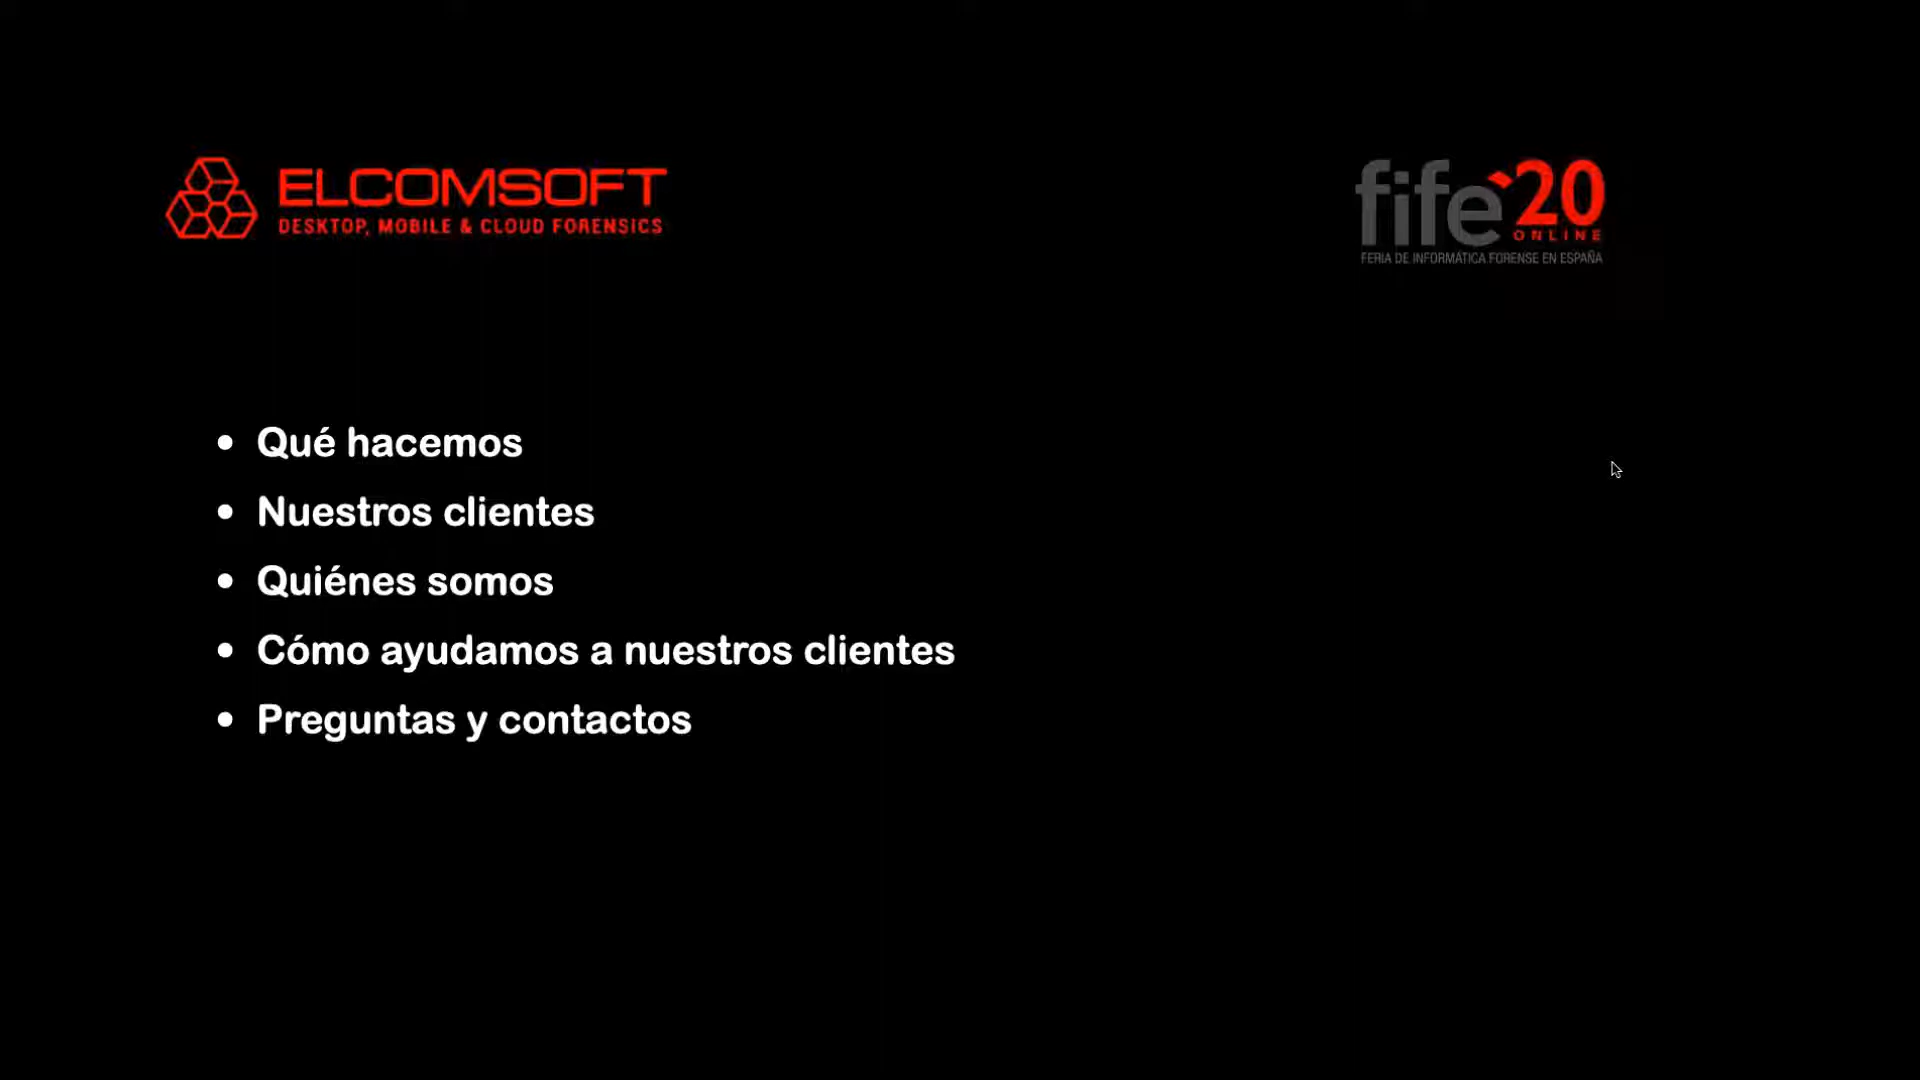 ELCOMSOFT
DESKTOP, MOBILE & CLOUD FORENSICS
fife'20
ONLINE
FERIA DE INFORMÁTICA FORENSE EN ESPAÑA
• Qué hacemos
• Nuestros clientes
• Quiénes somos
• Cómo ayudamos a nuestros clientes
• Preguntas y contactos